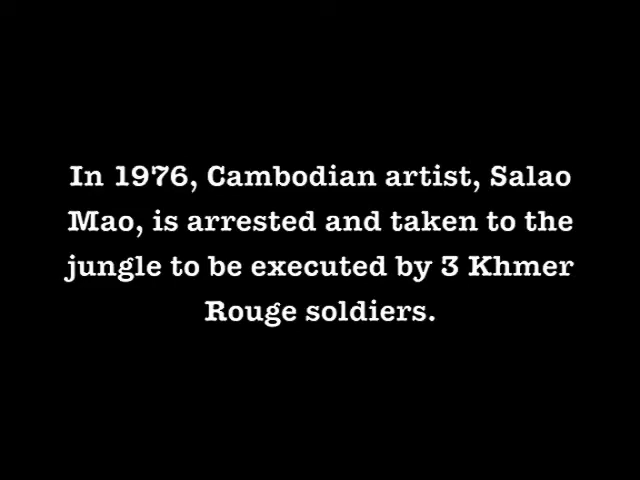 In 1976, Cambodian artist, Salao
Mao, is arrested and taken to the
jungle to be executed by 3 Khmer
Rouge soldiers.